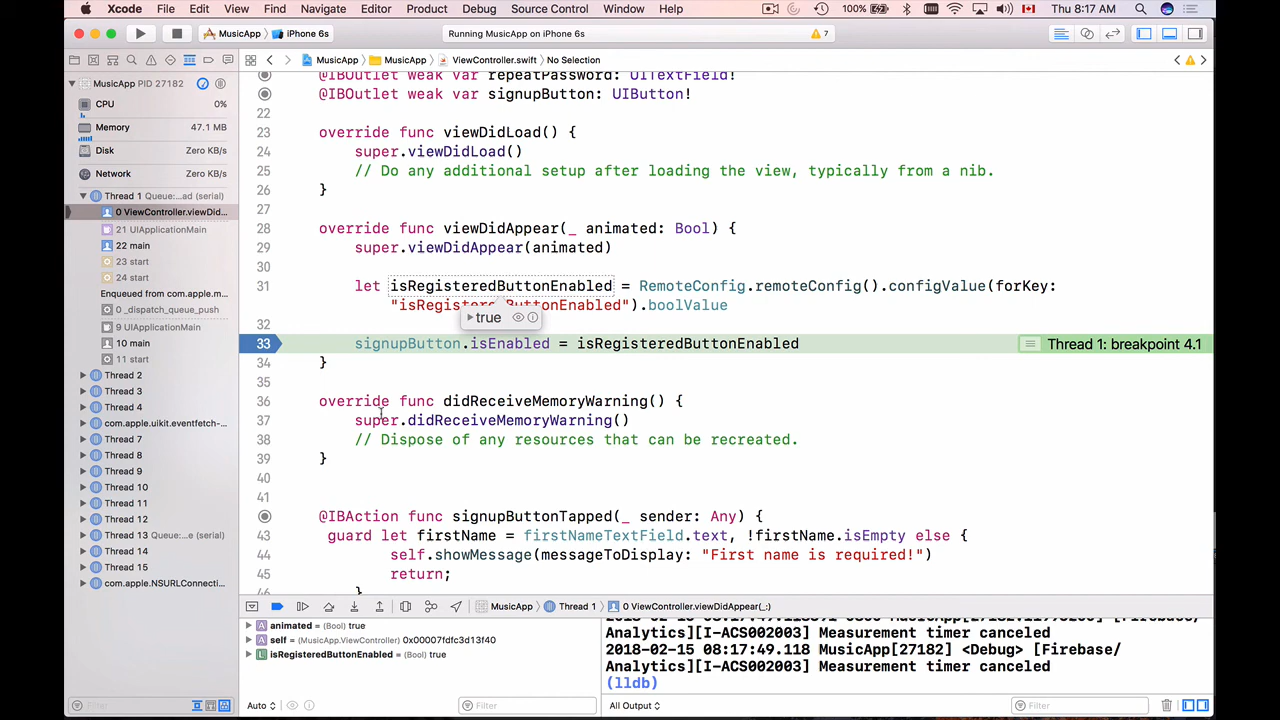 Xcode File Edit View Find Navigate Editor Product Debug Source Control Window Help 100% Thu 8:17 AM
MusicApp iPhone 6s Running MusicApp on iPhone 6s 7
MusicApp MusicApp ViewController.swift No Selection
MusicApp PID 27182
CPU 0%
Memory 47.1 MB
Disk Zero KB/s
Network Zero KB/s
Thread 1 Queue:...ad (serial)
0 ViewController.viewDid...
21 UIApplicationMain
22 main
23 start
24 start
Enqueued from com.apple.m...
0 _dispatch_queue_push
9 UIApplicationMain
10 main
11 start
Thread 2
Thread 3
Thread 4
com.apple.uikit.eventfetch-...
Thread 7
Thread 8
Thread 9
Thread 10
Thread 11
Thread 12
Thread 13 Queue:...e (serial)
Thread 14
Thread 15
com.apple.NSURLConnecti...
Filter
@IBOutlet weak var repeatPassword: UITextField!
@IBOutlet weak var signupButton: UIButton!
22
23 override func viewDidLoad() {
24 super.viewDidLoad()
25 // Do any additional setup after loading the view, typically from a nib.
26 }
27
28 override func viewDidAppear(_ animated: Bool) {
29 super.viewDidAppear(animated)
30
31 let isRegisteredButtonEnabled = RemoteConfig.remoteConfig().configValue(forKey:
"isRegisteredButtonEnabled").boolValue
true
32
33 signupButton.isEnabled = isRegisteredButtonEnabled Thread 1: breakpoint 4.1
34 }
35
36 override func didReceiveMemoryWarning() {
37 super.didReceiveMemoryWarning()
38 // Dispose of any resources that can be recreated.
39 }
40
41
42 @IBAction func signupButtonTapped(_ sender: Any) {
43 guard let firstName = firstNameTextField.text, !firstName.isEmpty else {
44 self.showMessage(messageToDisplay: "First name is required!")
45 return;
46 }
MusicApp Thread 1 0 ViewController.viewDidAppear(_:)
animated = (Bool) true
self = (MusicApp.ViewController) 0x00007fdfc3d13f40
isRegisteredButtonEnabled = (Bool) true
Auto Filter
Analytics][I-ACS002003] Measurement timer canceled
2018-02-15 08:17:49.118 MusicApp[27182] <Debug> [Firebase/
Analytics][I-ACS002003] Measurement timer canceled
(lldb)
All Output Filter